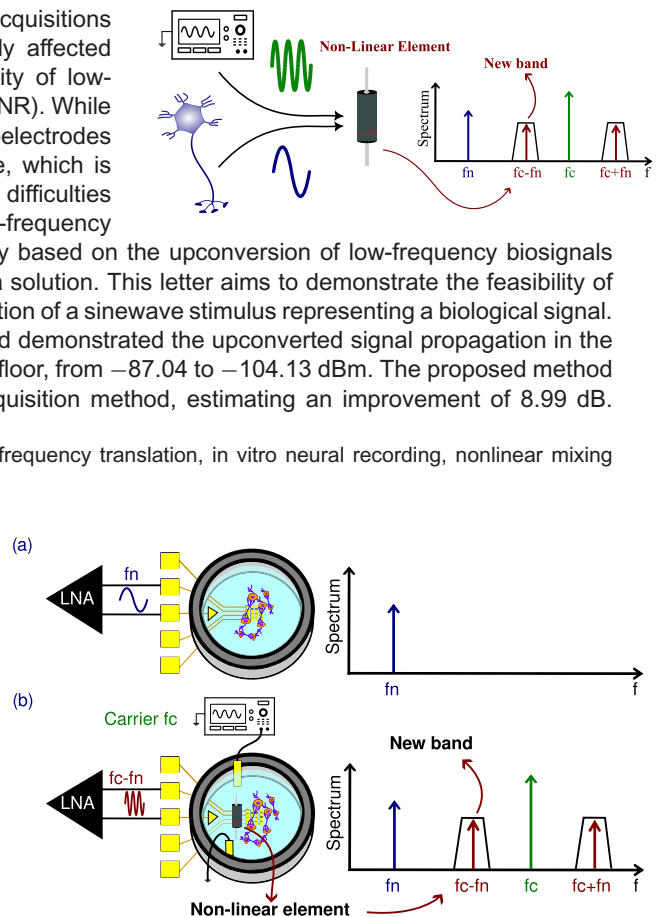 cquisitions
ly affected
ity of low-
NR). While
oelectrodes
e, which is
difficulties
-frequency
Non-Linear Element
New band
Spectrum
fn
fc-fn
fc
fc+fn
f
y based on the upconversion of low-frequency biosignals
a solution. This letter aims to demonstrate the feasibility of
tion of a sinewave stimulus representing a biological signal.
d demonstrated the upconverted signal propagation in the
floor, from −87.04 to −104.13 dBm. The proposed method
quisition method, estimating an improvement of 8.99 dB.
frequency translation, in vitro neural recording, nonlinear mixing
(a)
LNA
fn
Spectrum
fn
f
(b)
Carrier fc
LNA
fc-fn
Non-linear element
New band
Spectrum
fn
fc-fn
fc
fc+fn
f